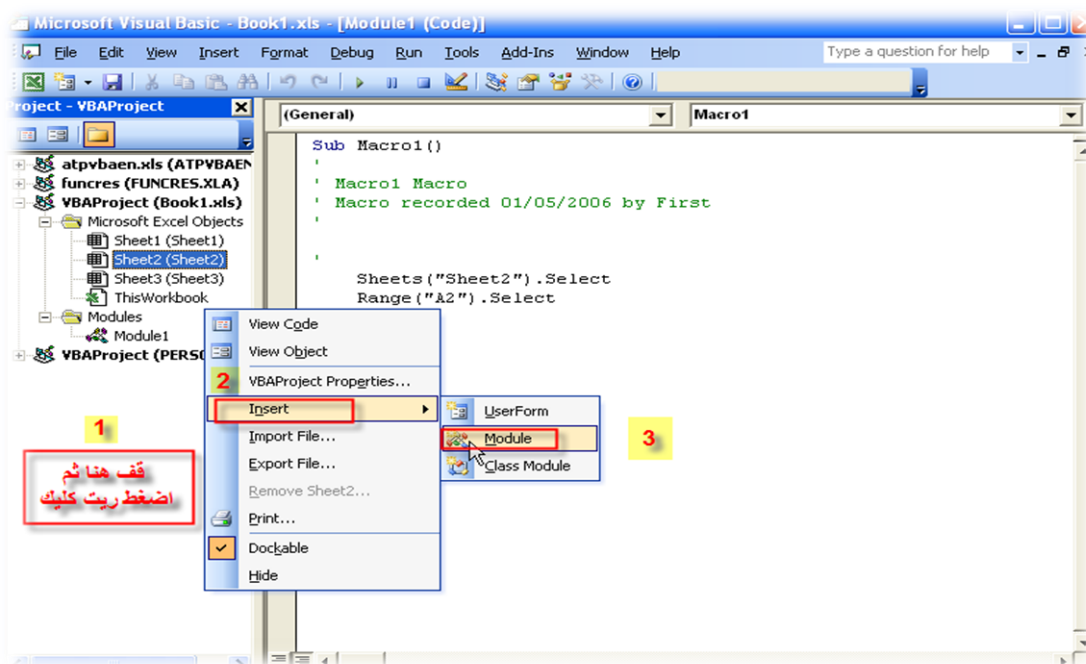 Microsoft Visual Basic - Book1.xls - [Module1 (Code)]
File Edit View Insert Format Debug Run Tools Add-Ins Window Help
Type a question for help
Project - VBAProject
(General)
Macro1
atpvbaen.xls (ATPVBAEN
funcres (FUNCRES.XLA)
VBAProject (Book1.xls)
Microsoft Excel Objects
Sheet1 (Sheet1)
Sheet2 (Sheet2)
Sheet3 (Sheet3)
ThisWorkbook
Modules
Module1
VBAProject (PERSO
Sub Macro1()
'
' Macro1 Macro
' Macro recorded 01/05/2006 by First
'
'
Sheets("Sheet2").Select
Range("A2").Select
View Code
View Object
2
VBAProject Properties...
Insert
Import File...
Export File...
Remove Sheet2...
Print...
Dockable
Hide
UserForm
Module
Class Module
3
1
قف هنا ثم
اضغط ريت كليك